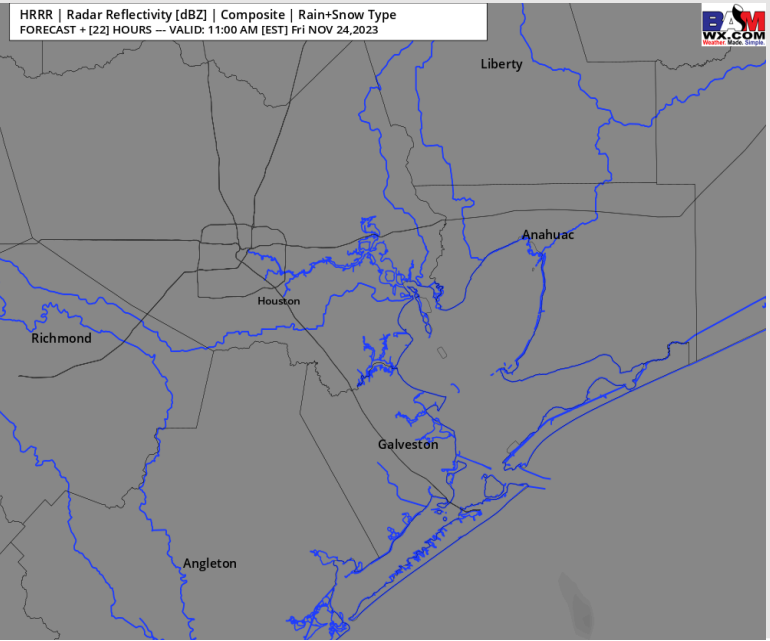 HRRR | Radar Reflectivity [dBZ] | Composite | Rain+Snow Type
FORECAST + [22] HOURS --- VALID: 11:00 AM [EST] Fri NOV 24,2023
BAM
WX.COM
Weather. Made. Simple.
Liberty
Anahuac
Houston
Richmond
Galveston
Angleton